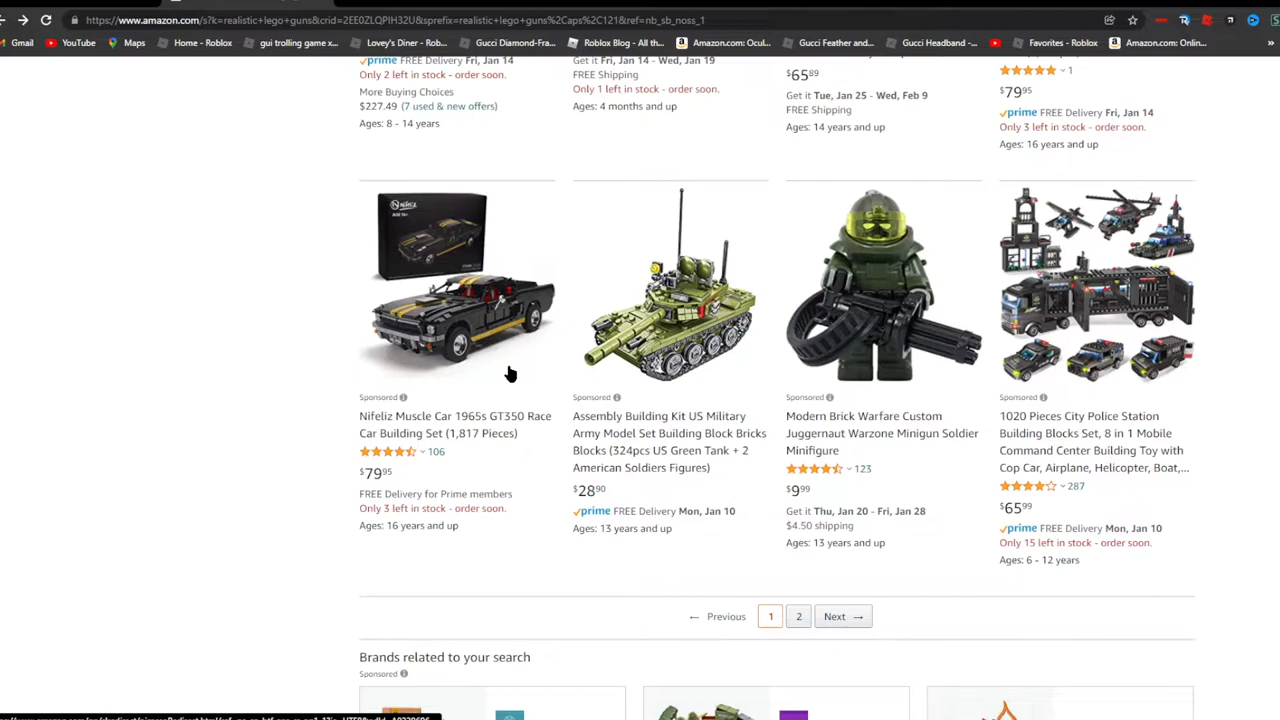 https://www.amazon.com/s?k=realistic+lego+guns&crid=2EE0ZLQPIH32U&sprefix=realistic+lego+guns%2Caps%2C121&ref=nb_sb_noss_1
Gmail YouTube Maps Home - Roblox gui trolling game x... Lovey's Diner - Rob... Gucci Diamond-Fra... Roblox Blog - All th... Amazon.com: Ocul... Gucci Feather and... Gucci Headband -... Favorites - Roblox Amazon.com: Onlin... »
prime FREE Delivery Fri, Jan 14
Only 2 left in stock - order soon.
More Buying Choices
$227.49 (7 used & new offers)
Ages: 8 - 14 years
Get it Fri, Jan 14 - Wed, Jan 19
FREE Shipping
Only 1 left in stock - order soon.
Ages: 4 months and up
$65.89
Get it Tue, Jan 25 - Wed, Feb 9
FREE Shipping
Ages: 14 years and up
1
$79.95
prime FREE Delivery Fri, Jan 14
Only 3 left in stock - order soon.
Ages: 16 years and up
Sponsored
Nifeliz Muscle Car 1965s GT350 Race
Car Building Set (1,817 Pieces)
106
$79.95
FREE Delivery for Prime members
Only 3 left in stock - order soon.
Ages: 16 years and up
Sponsored
Assembly Building Kit US Military
Army Model Set Building Block Bricks
Blocks (324pcs US Green Tank + 2
American Soldiers Figures)
$28.90
prime FREE Delivery Mon, Jan 10
Ages: 13 years and up
Sponsored
Modern Brick Warfare Custom
Juggernaut Warzone Minigun Soldier
Minifigure
123
$9.99
Get it Thu, Jan 20 - Fri, Jan 28
$4.50 shipping
Ages: 13 years and up
Sponsored
1020 Pieces City Police Station
Building Blocks Set, 8 in 1 Mobile
Command Center Building Toy with
Cop Car, Airplane, Helicopter, Boat,...
287
$65.99
prime FREE Delivery Mon, Jan 10
Only 15 left in stock - order soon.
Ages: 6 - 12 years
← Previous 1 2 Next →
Brands related to your search
Sponsored